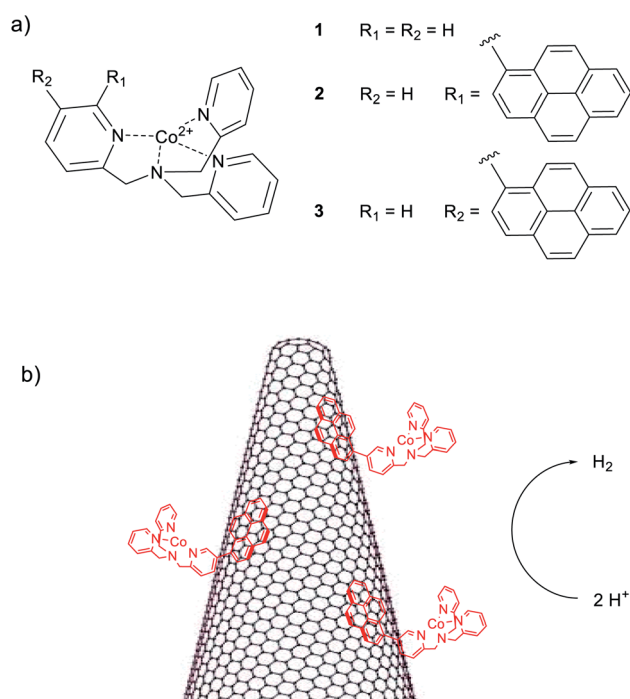 a)
1 R₁ = R₂ = H
2 R₂ = H R₁ =
3 R₁ = H R₂ =
R₂ R₁
N
N
Co²⁺
N
N
b)
N
N
Co
N
N
H₂
N
N
Co
N
N
2 H⁺
N
N
Co
N
N